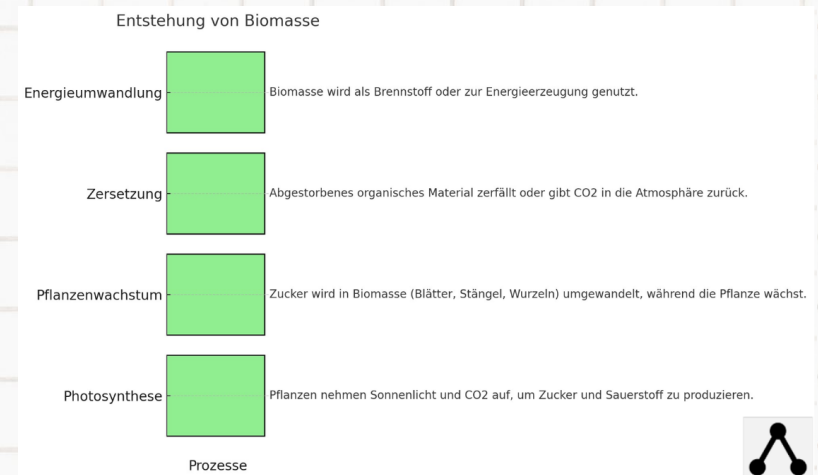 Entstehung von Biomasse
Energieumwandlung
Biomasse wird als Brennstoff oder zur Energieerzeugung genutzt.
Zersetzung
Abgestorbenes organisches Material zerfällt oder gibt CO2 in die Atmosphäre zurück.
Pflanzenwachstum
Zucker wird in Biomasse (Blätter, Stängel, Wurzeln) umgewandelt, während die Pflanze wächst.
Photosynthese
Pflanzen nehmen Sonnenlicht und CO2 auf, um Zucker und Sauerstoff zu produzieren.
Prozesse